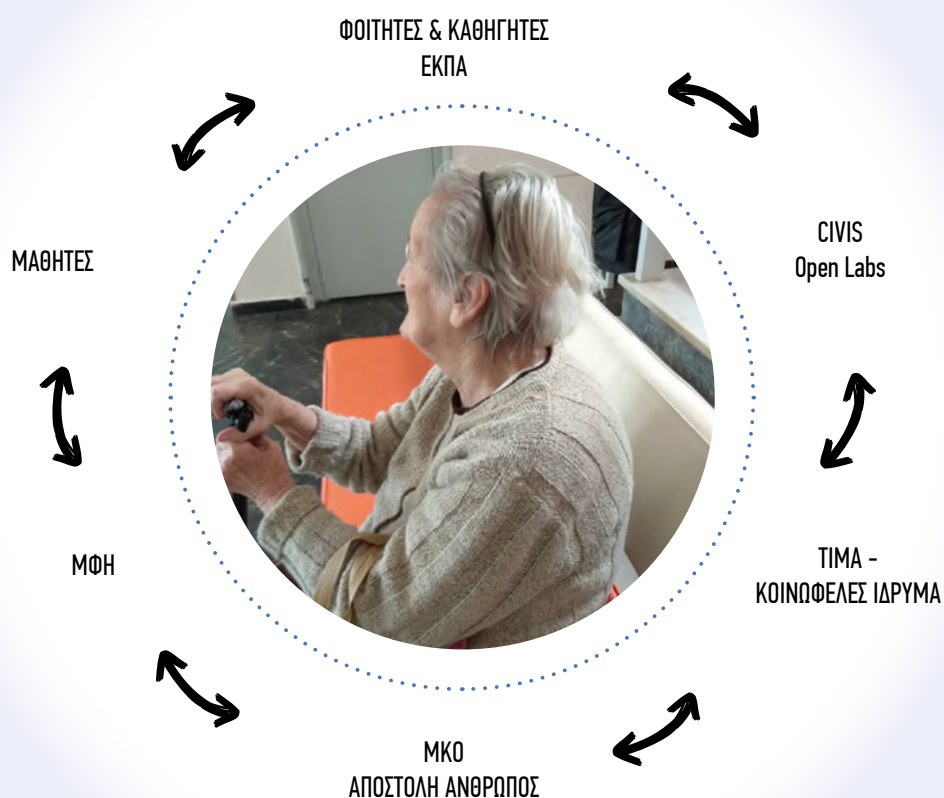 ΦΟΙΤΗΤΕΣ & ΚΑΘΗΓΗΤΕΣ
ΕΚΠΑ
CIVIS
Open Labs
ΤΙΜΑ -
ΚΟΙΝΩΦΕΛΕΣ ΙΔΡΥΜΑ
ΜΚΟ
ΑΠΟΣΤΟΛΗ ΑΝΘΡΩΠΟΣ
ΜΦΗ
ΜΑΘΗΤΕΣ